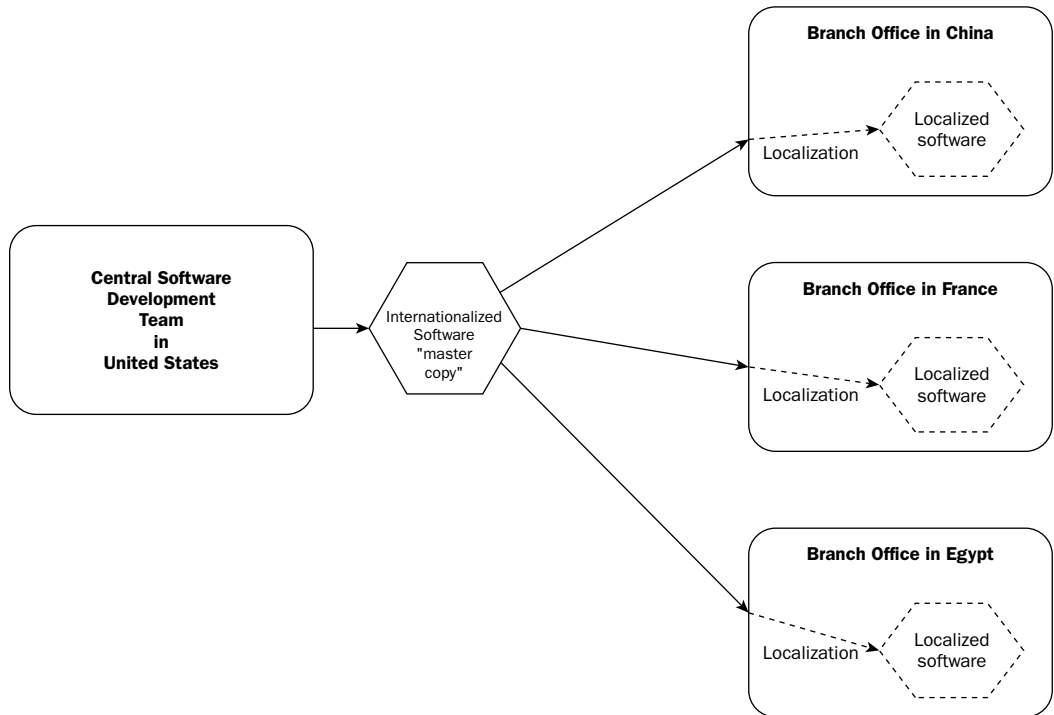 Central Software
Development
Team
in
United States
Internationalized
Software
"master
copy"
Branch Office in China
Localized
software
Localization
Branch Office in France
Localized
software
Localization
Branch Office in Egypt
Localized
software
Localization